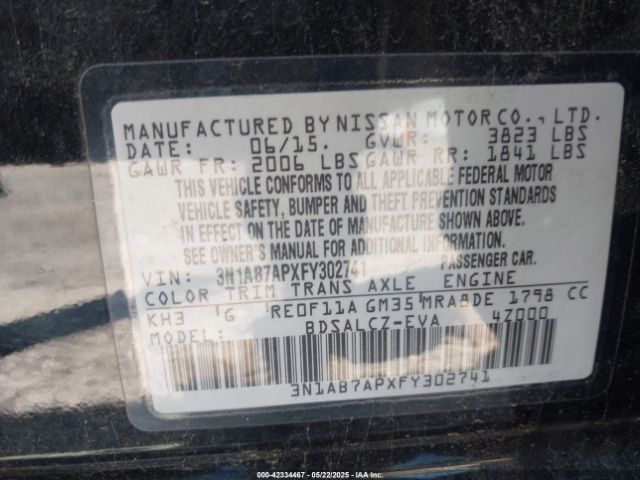 MANUFACTURED BY NISSAN MOTOR CO., LTD.
DATE: 06/15. GVWR: 3823 LBS
GAWR FR: 2006 LBS GAWR RR: 1841 LBS
THIS VEHICLE CONFORMS TO ALL APPLICABLE FEDERAL MOTOR
VEHICLE SAFETY, BUMPER AND THEFT PREVENTION STANDARDS
IN EFFECT ON THE DATE OF MANUFACTURE SHOWN ABOVE.
SEE OWNER'S MANUAL FOR ADDITIONAL INFORMATION.
VIN: 3N1AB7APXFY302741 PASSENGER CAR.
COLOR TRIM TRANS AXLE ENGINE
KH3 G RE0F11A GM35 MRA8DE 1798 CC
MODEL: BDSALCZ-EVA 4Z000
3N1AB7APXFY302741
000-42334467 - 05/22/2025 - IAAI.COM